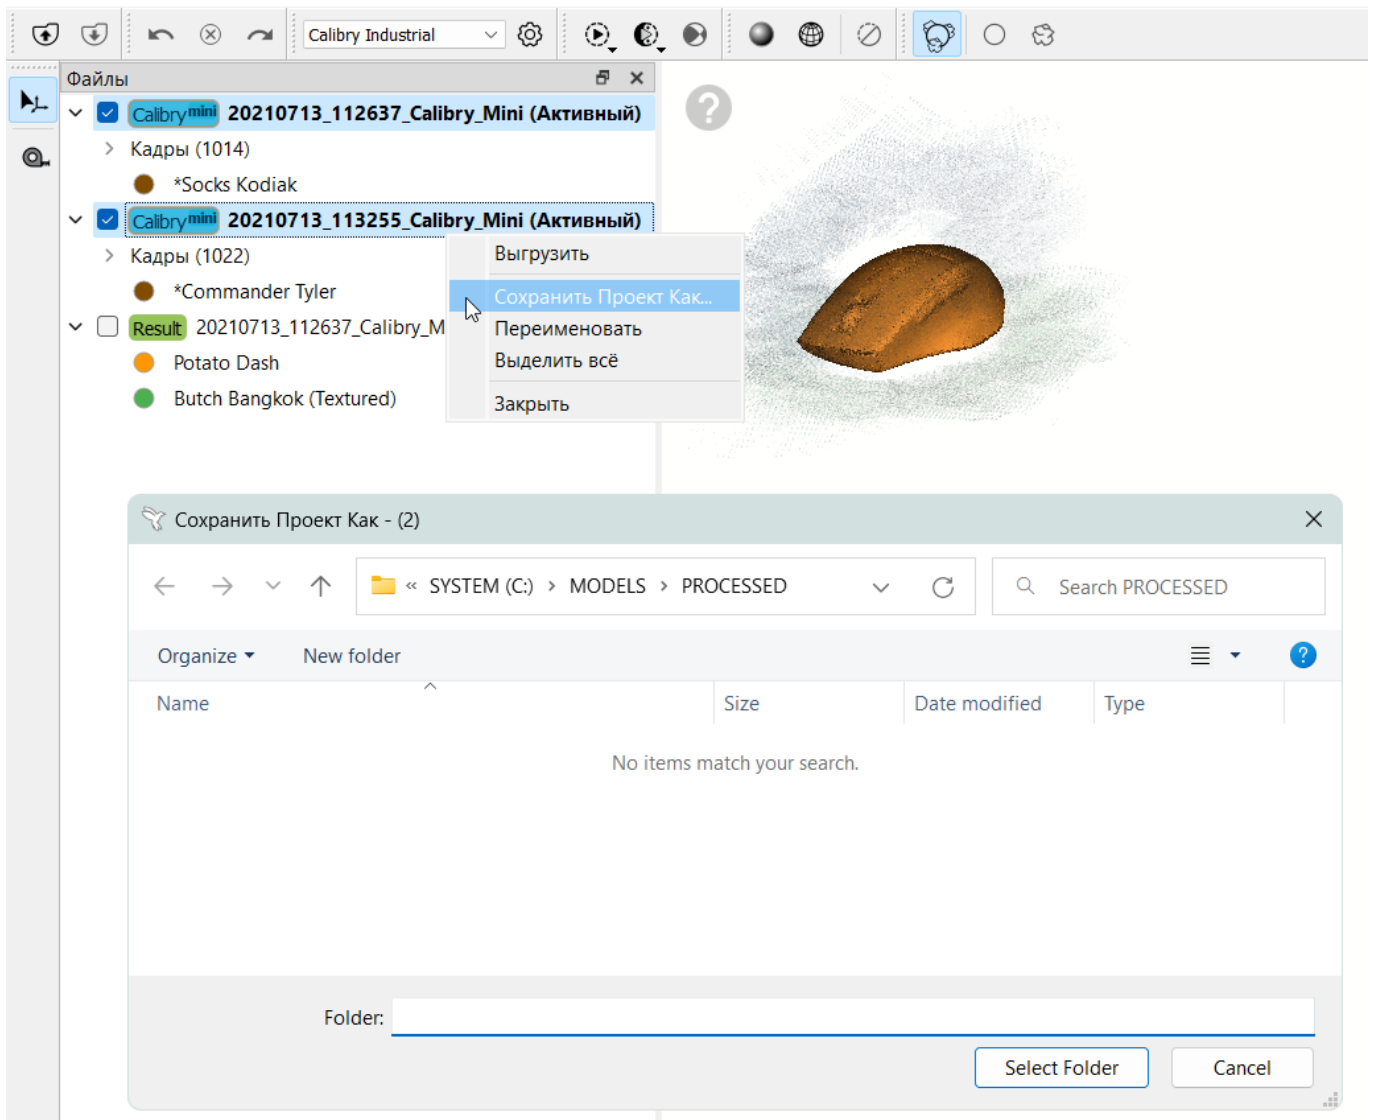 Calibry Industrial
Файлы
Calibry mini 20210713_112637_Calibry_Mini (Активный)
Кадры (1014)
*Socks Kodiak
Calibry mini 20210713_113255_Calibry_Mini (Активный)
Кадры (1022)
*Commander Tyler
Result 20210713_112637_Calibry_M
Potato Dash
Butch Bangkok (Textured)
?
Выгрузить
Сохранить Проект Как...
Переименовать
Выделить всё
Закрыть
Сохранить Проект Как - (2)
« SYSTEM (C:) > MODELS > PROCESSED
Search PROCESSED
Organize
New folder
?
Name Size Date modified Type
No items match your search.
Folder:
Select Folder Cancel